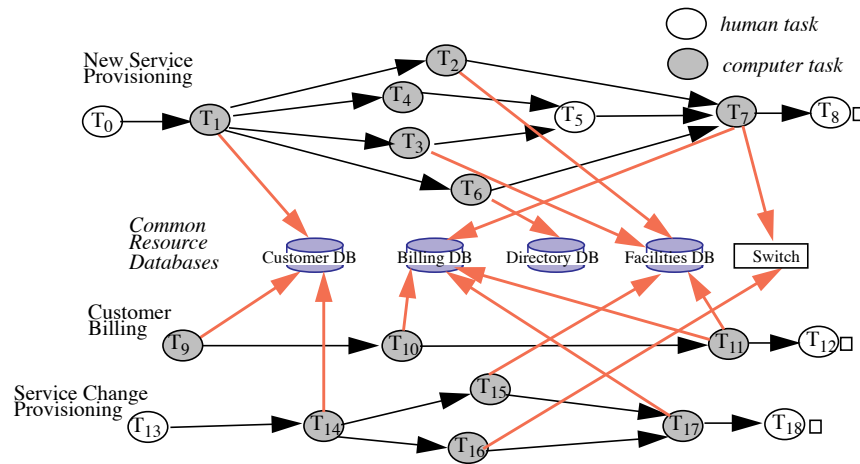 human task
computer task
New Service
Provisioning
T2
T4
T0
T1
T5
T7
T8
T3
T6
Common
Resource
Databases
Customer DB
Billing DB
Directory DB
Facilities DB
Switch
Customer
Billing
T9
T10
T11
T12
Service Change
Provisioning
T13
T14
T15
T16
T17
T18